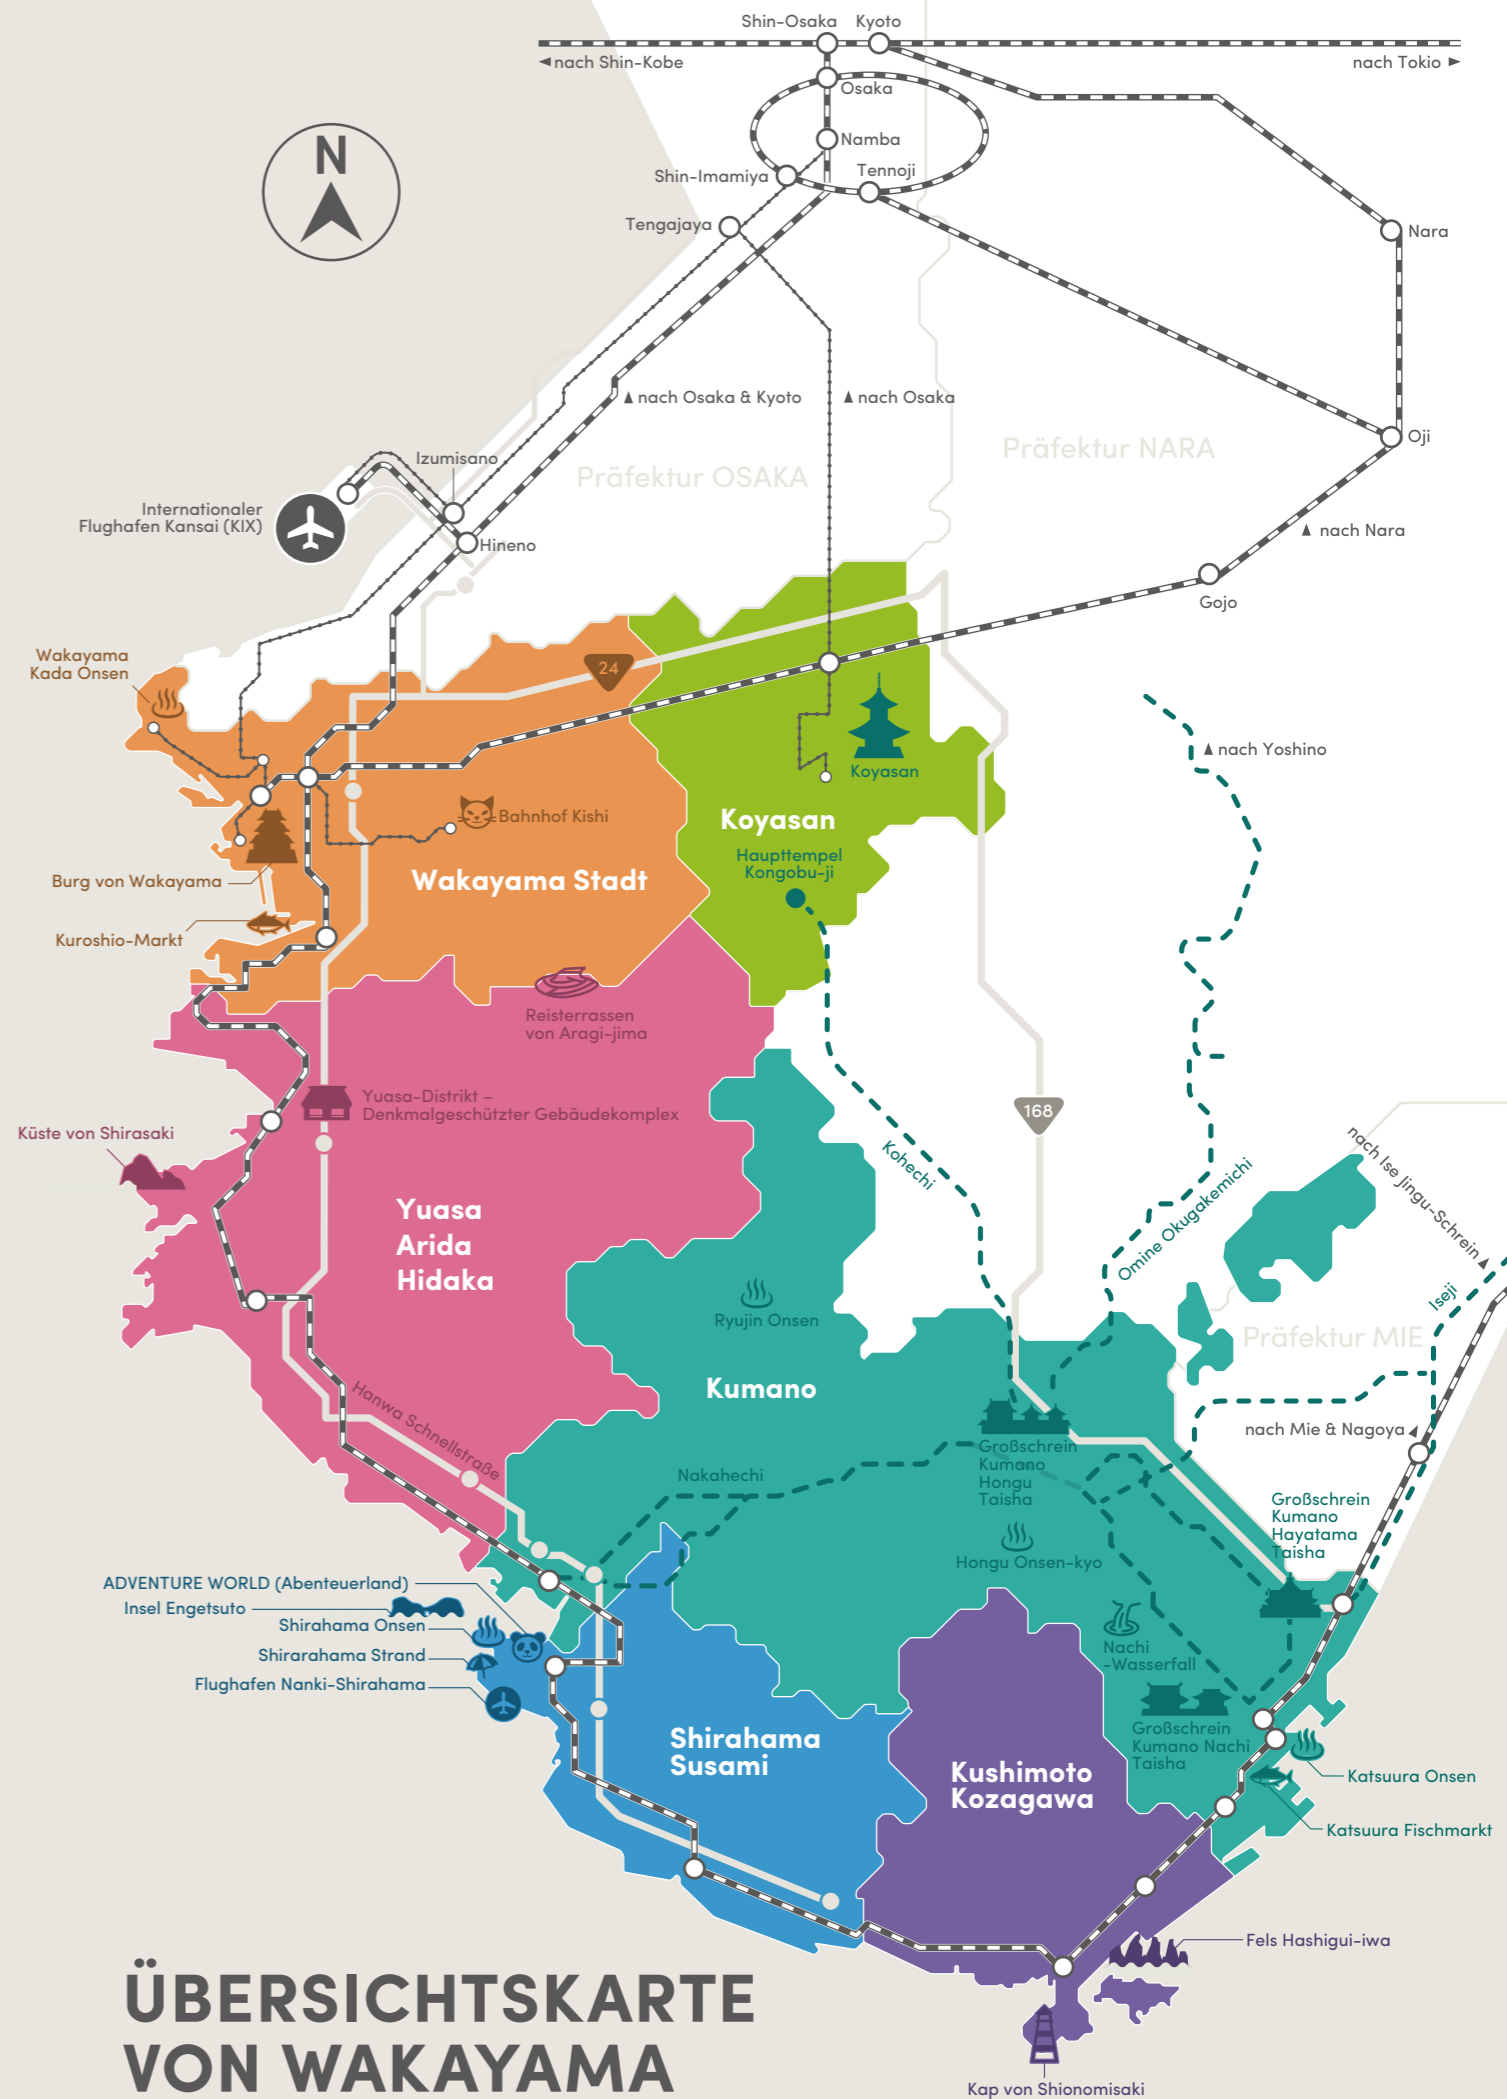 Shin-Osaka
Kyoto
nach Shin-Kobe
nach Tokio
Osaka
N
Namba
Shin-Imamiya
Tennoji
Tengajaya
Nara
nach Osaka & Kyoto
nach Osaka
Präfektur NARA
Oji
Izumisano
Präfektur OSAKA
Internationaler
Flughafen Kansai (KIX)
nach Nara
Hineno
Gojo
Wakayama
Kada Onsen
24
nach Yoshino
Koyasan
Bahnhof Kishi
Koyasan
Haupttempel
Kongobu-ji
Burg von Wakayama
Wakayama Stadt
Kuroshio-Markt
Reisterrassen
von Aragi-jima
Yuasa-Distrikt –
Denkmalgeschützter Gebäudekomplex
168
Küste von Shirasaki
Kohechi
nach Ise Jingu-Schrein
Omine Okugakemichi
Yuasa
Arida
Hidaka
Iseji
Ryujin Onsen
Präfektur MIE
Kumano
Hanwa Schnellstraße
nach Mie & Nagoya
Nakahechi
Großschrein
Kumano
Hongu
Taisha
Großschrein
Kumano
Hayatama
Taisha
Hongu Onsen-kyo
ADVENTURE WORLD (Abenteuerland)
Insel Engetsuto
Shirahama Onsen
Shirarahama Strand
Flughafen Nanki-Shirahama
Nachi
-Wasserfall
Großschrein
Kumano Nachi
Taisha
Shirahama
Susami
Kushimoto
Kozagawa
Katsuura Onsen
Katsuura Fischmarkt
Fels Hashigui-iwa
ÜBERSICHTSKARTE
VON WAKAYAMA
Kap von Shionomisaki